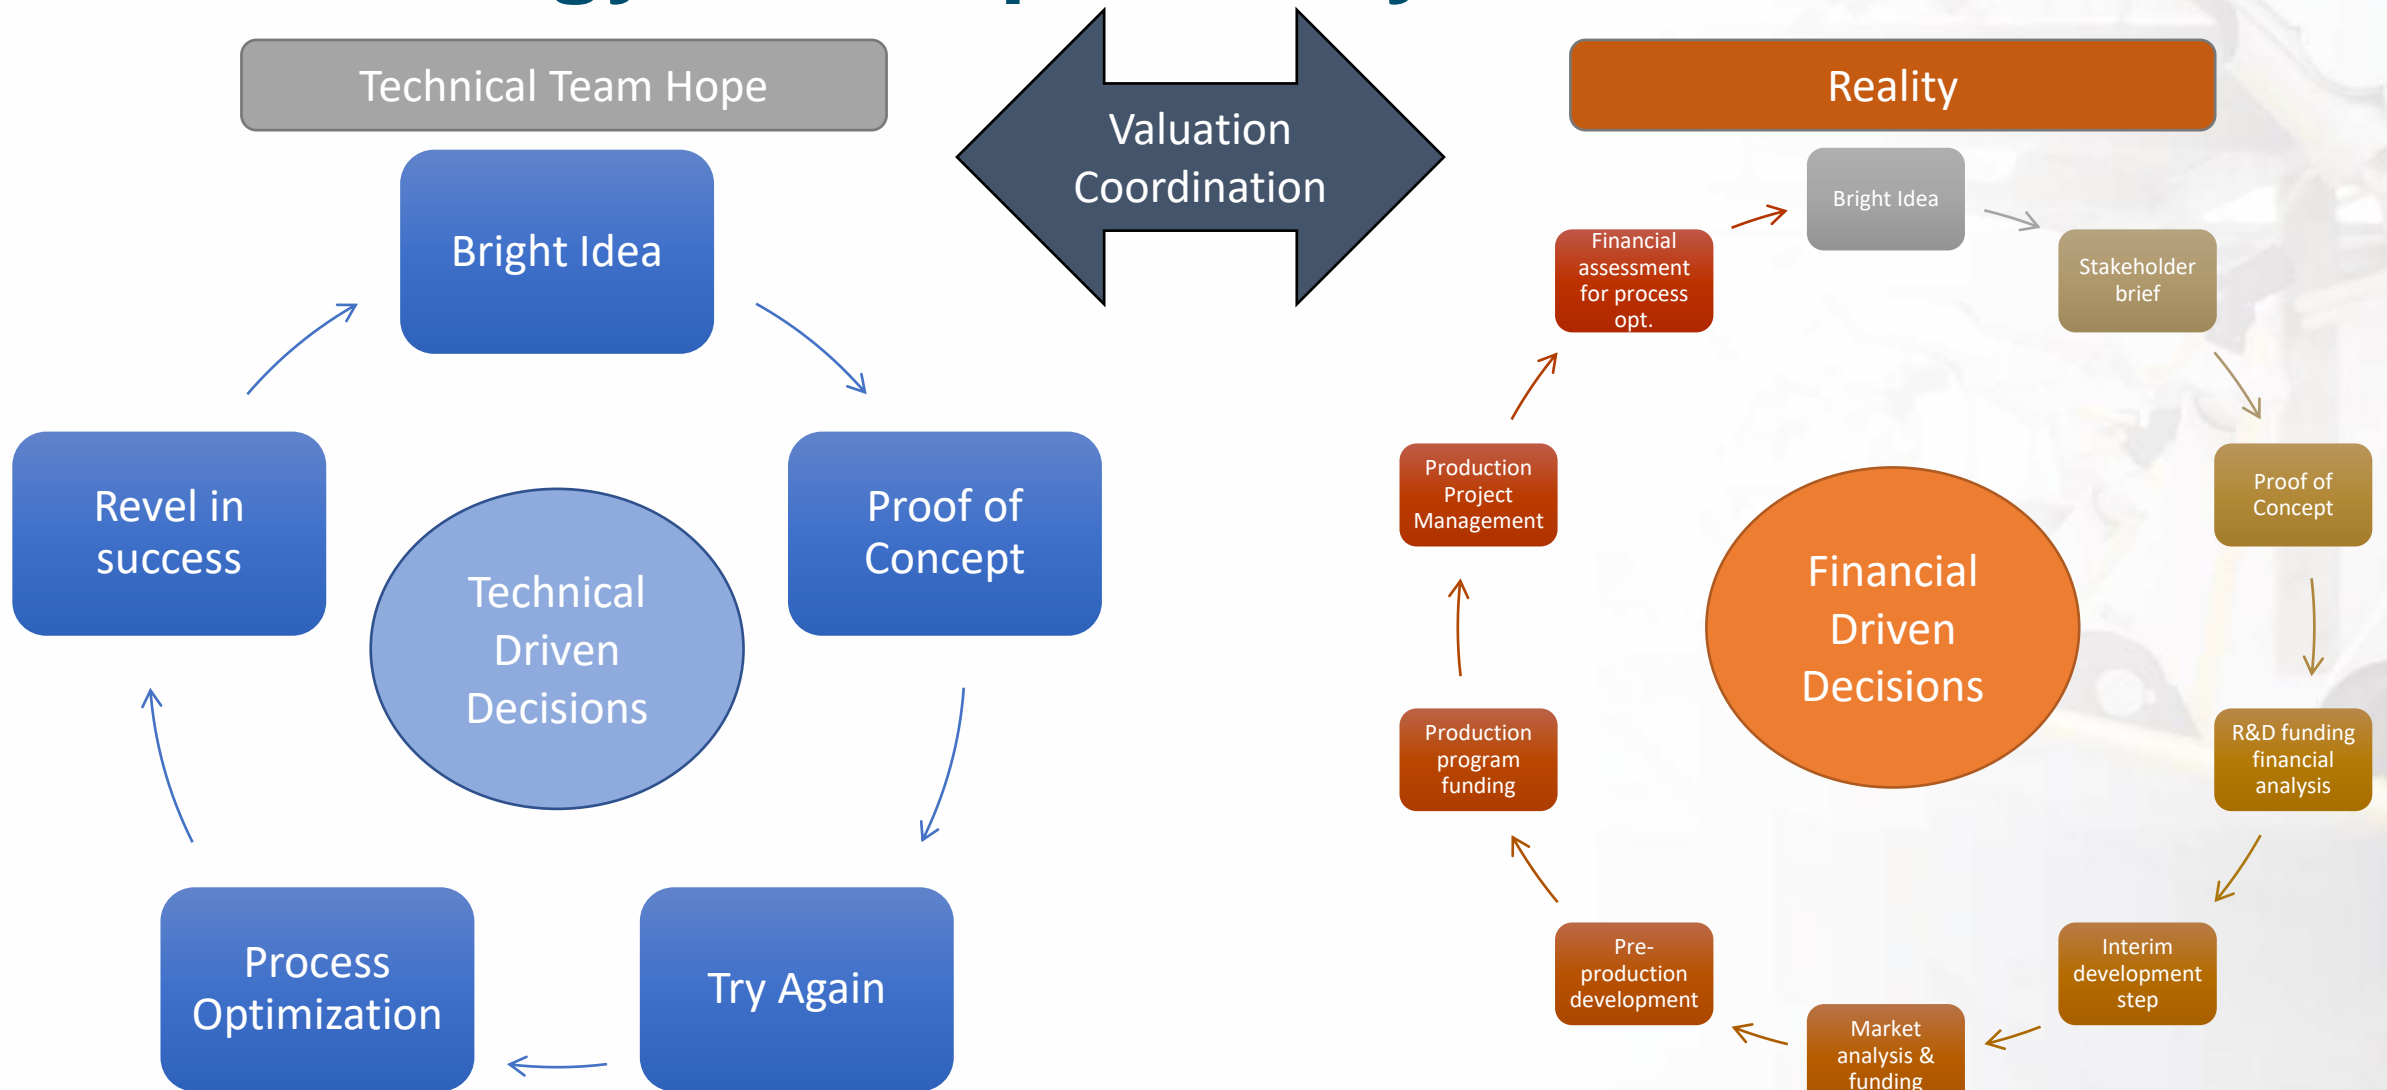 Technical Team Hope
Valuation
Coordination
Reality
Bright Idea
Proof of
Concept
Try Again
Process
Optimization
Revel in
success
Technical
Driven
Decisions
Bright Idea
Stakeholder
brief
Proof of
Concept
R&D funding
financial
analysis
Interim
development
step
Market
analysis &
funding
Pre-
production
development
Production
program
funding
Production
Project
Management
Financial
assessment
for process
opt.
Financial
Driven
Decisions